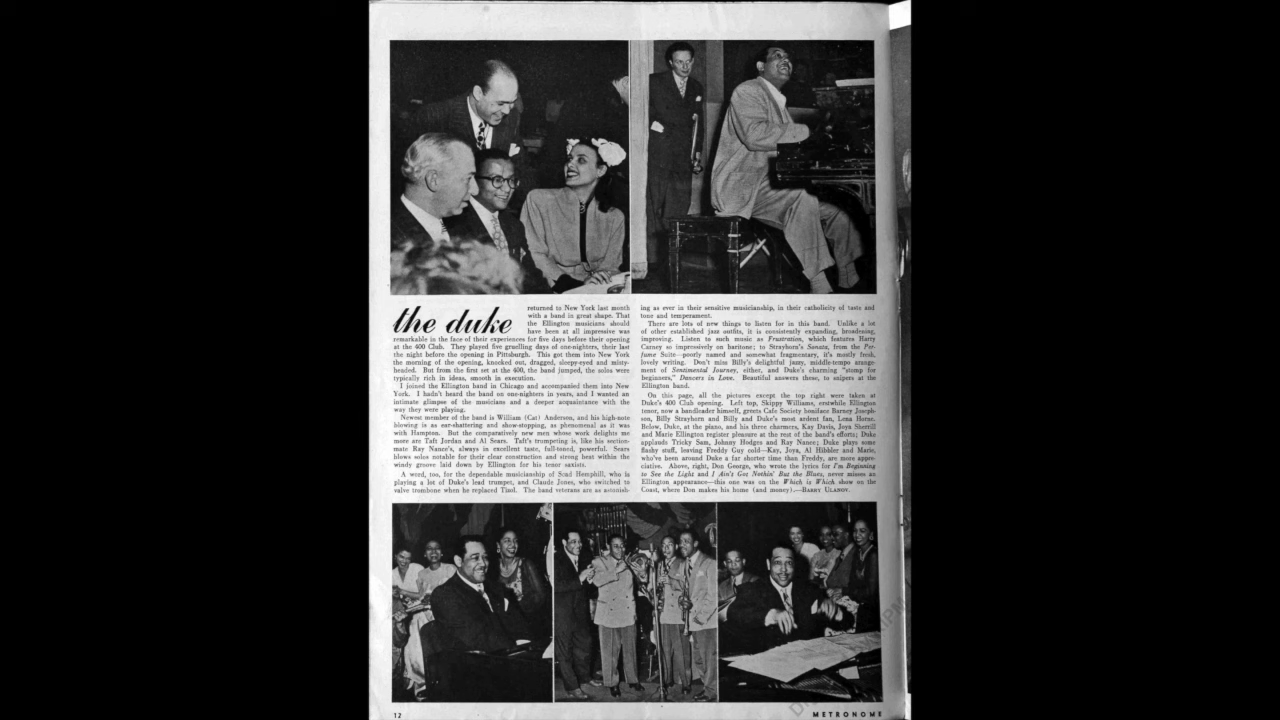 the duke
returned to New York last month
with a band in great shape. That
the Ellington musicians should
have been at all impressive was
remarkable in the face of their experiences for five days before their opening
at the 400 Club. They played five gruelling days of one-nighters, their last
the night before the opening in Pittsburgh. This got them into New York
the morning of the opening, knocked out, dragged, sleepy-eyed and misty-
headed. But from the first set at the 400, the band jumped, the solos were
typically rich in ideas, smooth in execution.
I joined the Ellington band in Chicago and accompanied them into New
York. I hadn't heard the band on one-nighters in years, and I wanted an
intimate glimpse of the musicians and a deeper acquaintance with the
way they were playing.
Newest member of the band is William (Cat) Anderson, and his high-note
blowing is as ear-shattering and show-stopping, as phenomenal as it was
with Hampton. But the comparatively new men whose work delights me
more are Taft Jordan and Al Sears. Taft's trumpeting is, like his section-
mate Ray Nance's, always in excellent taste, full-toned, powerful. Sears
blows solos notable for their clear construction and strong beat within the
windy groove laid down by Ellington for his tenor saxists.
A word, too, for the dependable musicianship of Scad Hemphill, who is
playing a lot of Duke's lead trumpet, and Claude Jones, who switched to
valve trombone when he replaced Tizol. The band veterans are as astonish-
ing as ever in their sensitive musicianship, in their catholicity of taste and
tone and temperament.
There are lots of new things to listen for in this band. Unlike a lot
of other established jazz outfits, it is consistently expanding, broadening,
improving. Listen to such music as Frustration, which features Harry
Carney so impressively on baritone; to Strayhorn's Sonata, from the Per-
fume Suite—poorly named and somewhat fragmentary, it's mostly fresh,
lovely writing. Don't miss Billy's delightful jazzy, middle-tempo arrange-
ment of Sentimental Journey, either, and Duke's charming "stomp for
beginners," Dancers in Love. Beautiful answers these, to snipers at the
Ellington band.
On this page, all the pictures except the top right were taken at
Duke's 400 Club opening. Left top, Skippy Williams, erstwhile Ellington
tenor, now a bandleader himself, greets Cafe Society boniface Barney Joseph-
son, Billy Strayhorn and Billy and Duke's most ardent fan, Lena Horne.
Below, Duke, at the piano, and his three charmers, Kay Davis, Joya Sherrill
and Marie Ellington register pleasure at the rest of the band's efforts; Duke
applauds Tricky Sam, Johnny Hodges and Ray Nance; Duke plays some
flashy stuff, leaving Freddy Guy cold—Kay, Joya, Al Hibbler and Marie,
who've been around Duke a far shorter time than Freddy, are more appre-
ciative. Above, right, Don George, who wrote the lyrics for I'm Beginning
to See the Light and I Ain't Got Nothin' But the Blues, never misses an
Ellington appearance—this one was on the Which is Which show on the
Coast, where Don makes his home (and money).—BARRY ULANOV.
12
METRONOME